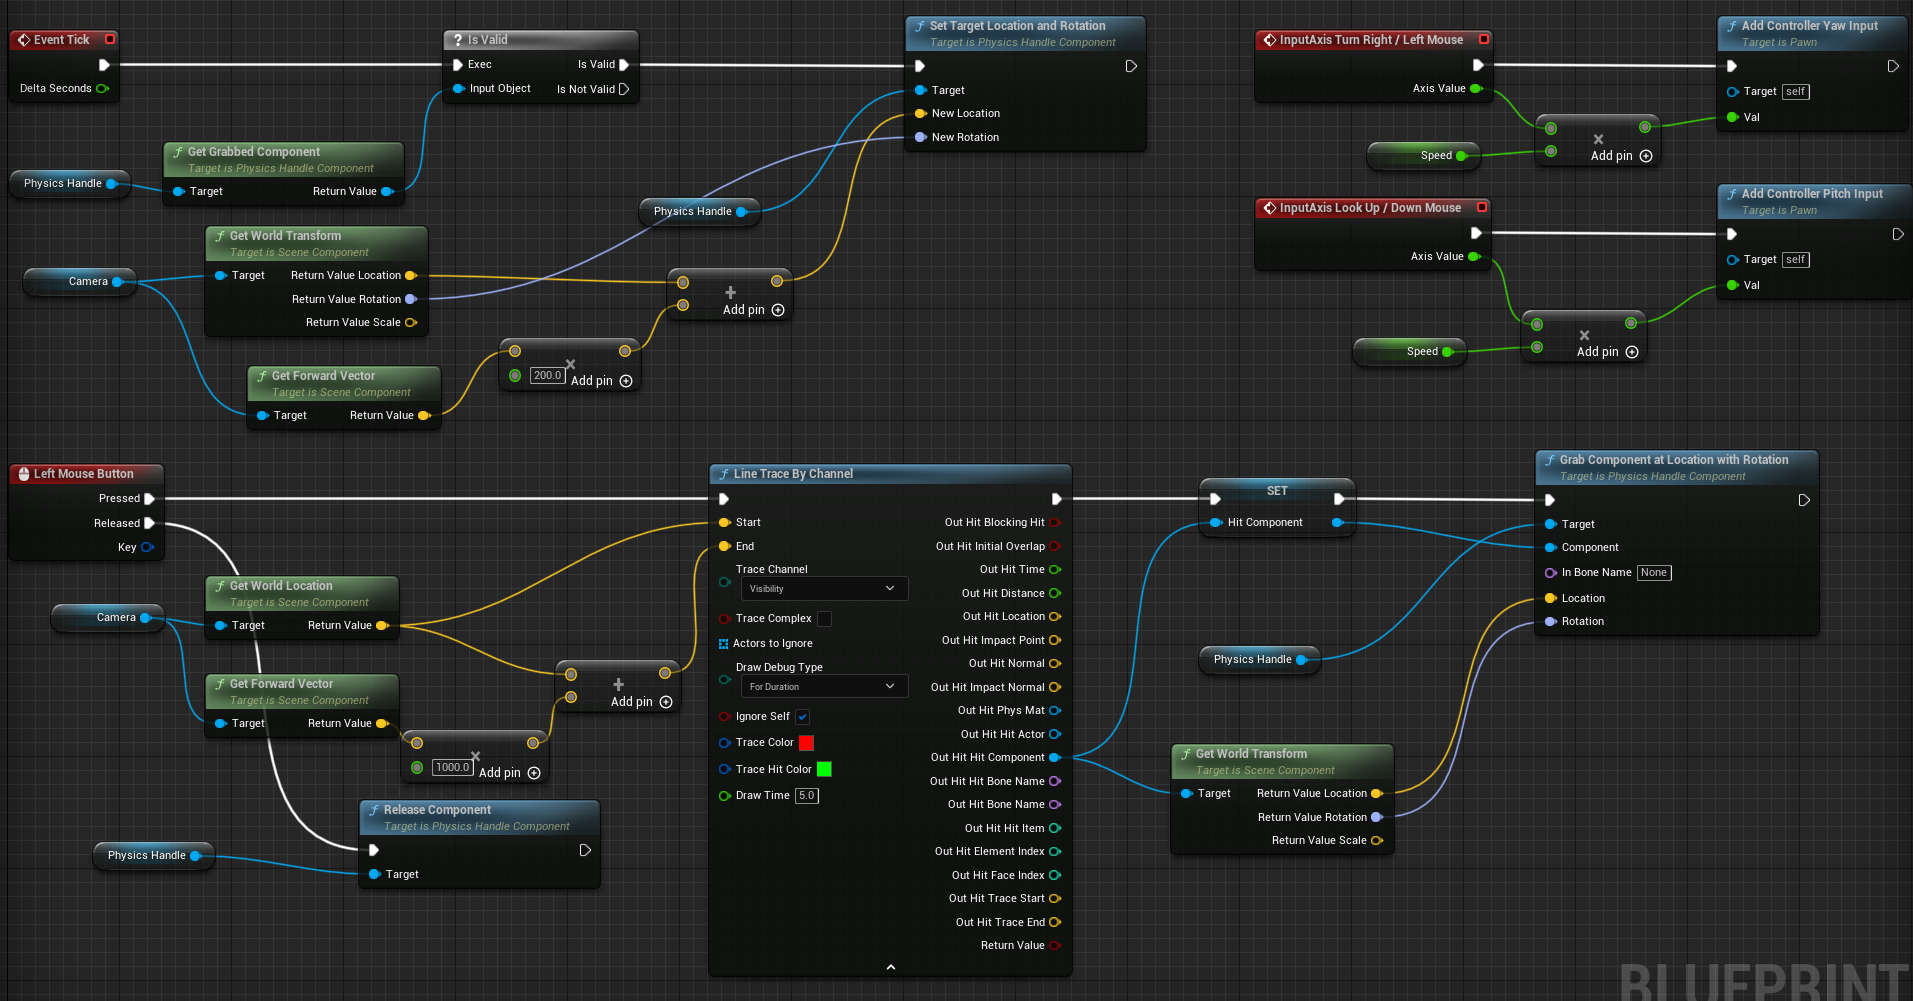 Event Tick
Delta Seconds
Is Valid
Exec
Is Valid
Input Object
Is Not Valid
Set Target Location and Rotation
Target is Physics Handle Component
Target
New Location
New Rotation
Physics Handle
Get Grabbed Component
Target is Physics Handle Component
Target
Return Value
Physics Handle
Camera
Get World Transform
Target is Scene Component
Target
Return Value Location
Return Value Rotation
Return Value Scale
Get Forward Vector
Target is Scene Component
Target
Return Value
200.0
Add pin
Add pin
InputAxis Turn Right / Left Mouse
Axis Value
Speed
Add pin
Add Controller Yaw Input
Target is Pawn
Target
self
Val
InputAxis Look Up / Down Mouse
Axis Value
Speed
Add pin
Add Controller Pitch Input
Target is Pawn
Target
self
Val
Left Mouse Button
Pressed
Released
Key
Camera
Get World Location
Target is Scene Component
Target
Return Value
Get Forward Vector
Target is Scene Component
Target
Return Value
1000.0
Add pin
Add pin
Physics Handle
Release Component
Target is Physics Handle Component
Target
Line Trace By Channel
Start
End
Trace Channel
Visibility
Trace Complex
Actors to Ignore
Draw Debug Type
For Duration
Ignore Self
Trace Color
Trace Hit Color
Draw Time
5.0
Out Hit Blocking Hit
Out Hit Initial Overlap
Out Hit Time
Out Hit Distance
Out Hit Location
Out Hit Impact Point
Out Hit Normal
Out Hit Impact Normal
Out Hit Phys Mat
Out Hit Hit Actor
Out Hit Hit Component
Out Hit Hit Bone Name
Out Hit Bone Name
Out Hit Hit Item
Out Hit Element Index
Out Hit Face Index
Out Hit Trace Start
Out Hit Trace End
Return Value
SET
Hit Component
Physics Handle
Get World Transform
Target is Scene Component
Target
Return Value Location
Return Value Rotation
Return Value Scale
Grab Component at Location with Rotation
Target is Physics Handle Component
Target
Component
In Bone Name
None
Location
Rotation
BLUEPRINT